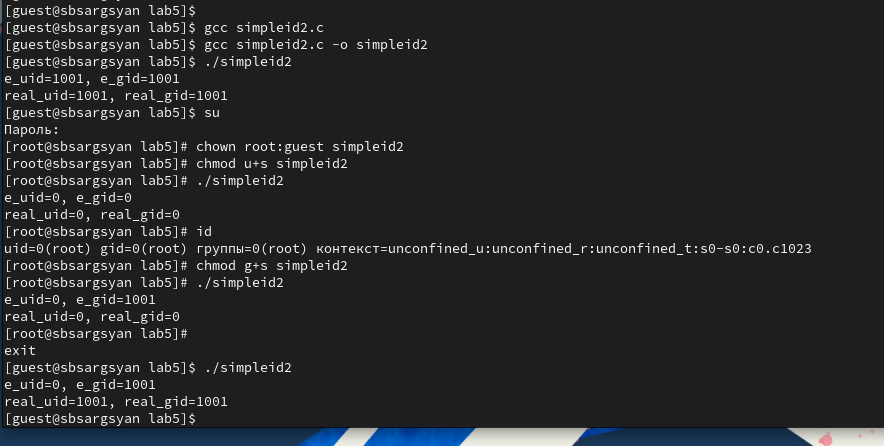 [guest@sbsargsyan lab5]$
[guest@sbsargsyan lab5]$ gcc simpleid2.c
[guest@sbsargsyan lab5]$ gcc simpleid2.c -o simpleid2
[guest@sbsargsyan lab5]$ ./simpleid2
e_uid=1001, e_gid=1001
real_uid=1001, real_gid=1001
[guest@sbsargsyan lab5]$ su
Пароль:
[root@sbsargsyan lab5]# chown root:guest simpleid2
[root@sbsargsyan lab5]# chmod u+s simpleid2
[root@sbsargsyan lab5]# ./simpleid2
e_uid=0, e_gid=0
real_uid=0, real_gid=0
[root@sbsargsyan lab5]# id
uid=0(root) gid=0(root) группы=0(root) контекст=unconfined_u:unconfined_r:unconfined_t:s0-s0:c0.c1023
[root@sbsargsyan lab5]# chmod g+s simpleid2
[root@sbsargsyan lab5]# ./simpleid2
e_uid=0, e_gid=1001
real_uid=0, real_gid=0
[root@sbsargsyan lab5]#
exit
[guest@sbsargsyan lab5]$ ./simpleid2
e_uid=0, e_gid=1001
real_uid=1001, real_gid=1001
[guest@sbsargsyan lab5]$